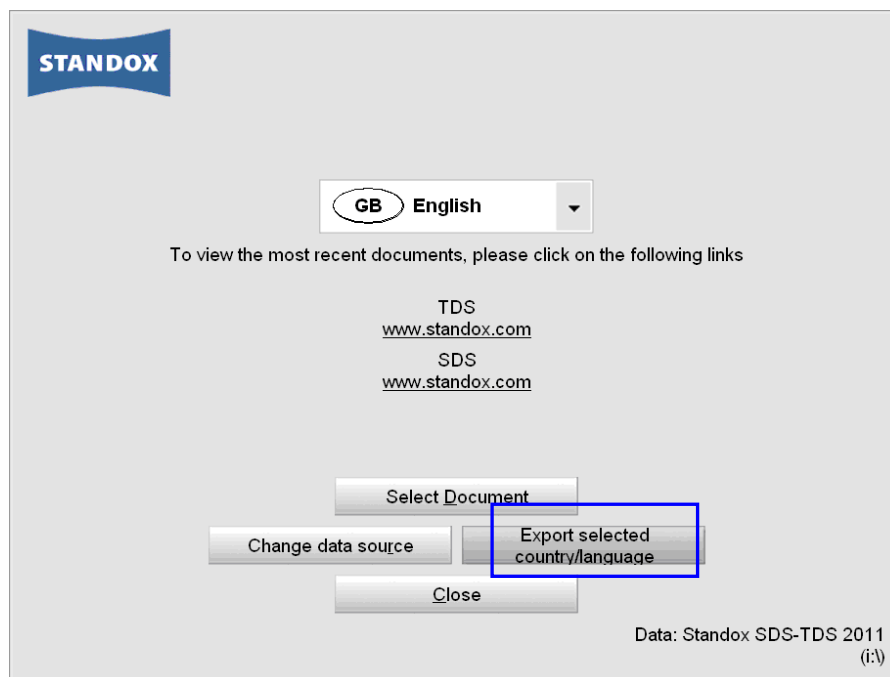 STANDOX
GB English
To view the most recent documents, please click on the following links
TDS
www.standox.com
SDS
www.standox.com
Select Document
Change data source
Export selected
country/language
Close
Data: Standox SDS-TDS 2011
(i:\)